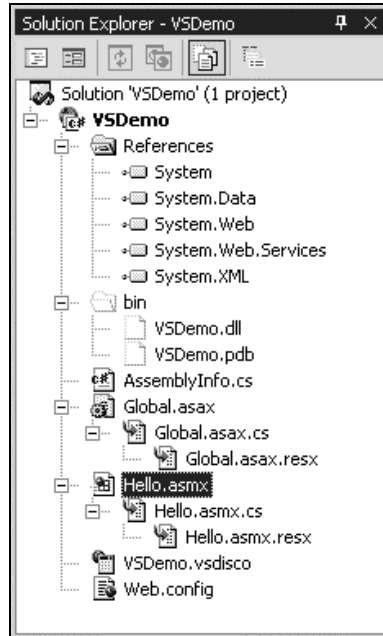 Solution Explorer - VSDemo
Solution 'VSDemo' (1 project)
VSDemo
References
System
System.Data
System.Web
System.Web.Services
System.XML
bin
VSDemo.dll
VSDemo.pdb
AssemblyInfo.cs
Global.asax
Global.asax.cs
Global.asax.resx
Hello.asmx
Hello.asmx.cs
Hello.asmx.resx
VSDemo.vsdisco
Web.config